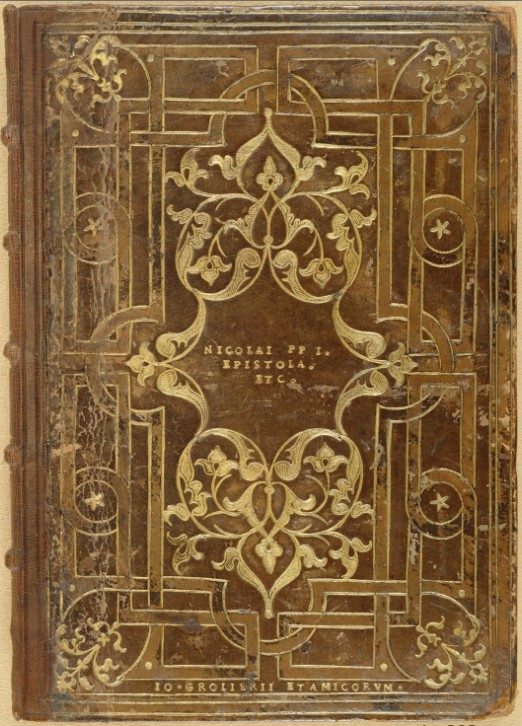 NICOLAI PP I.
EPISTOLA.
ETC.
IO • GROLIERII ET AMICORVM.